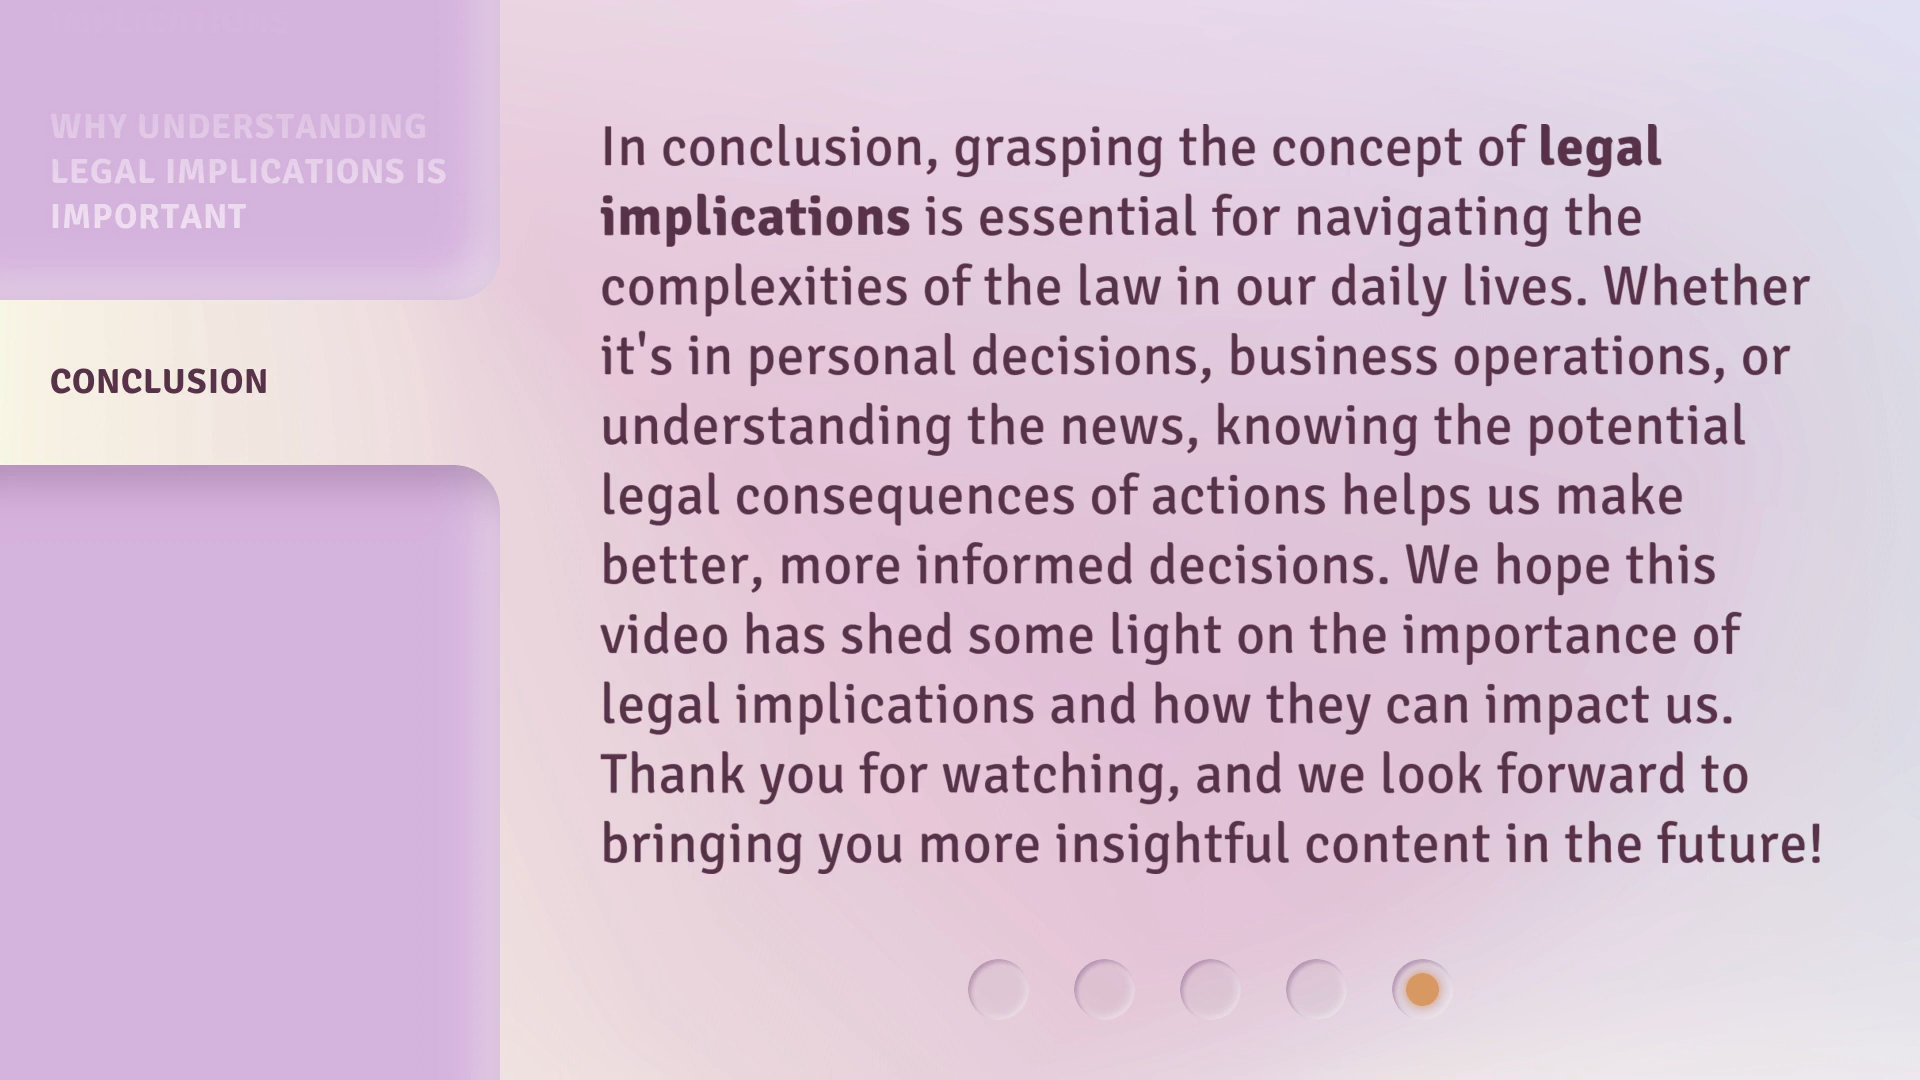 IMPLICATIONS
WHY UNDERSTANDING
LEGAL IMPLICATIONS IS
IMPORTANT
CONCLUSION
In conclusion, grasping the concept of legal
implications is essential for navigating the
complexities of the law in our daily lives. Whether
it's in personal decisions, business operations, or
understanding the news, knowing the potential
legal consequences of actions helps us make
better, more informed decisions. We hope this
video has shed some light on the importance of
legal implications and how they can impact us.
Thank you for watching, and we look forward to
bringing you more insightful content in the future!